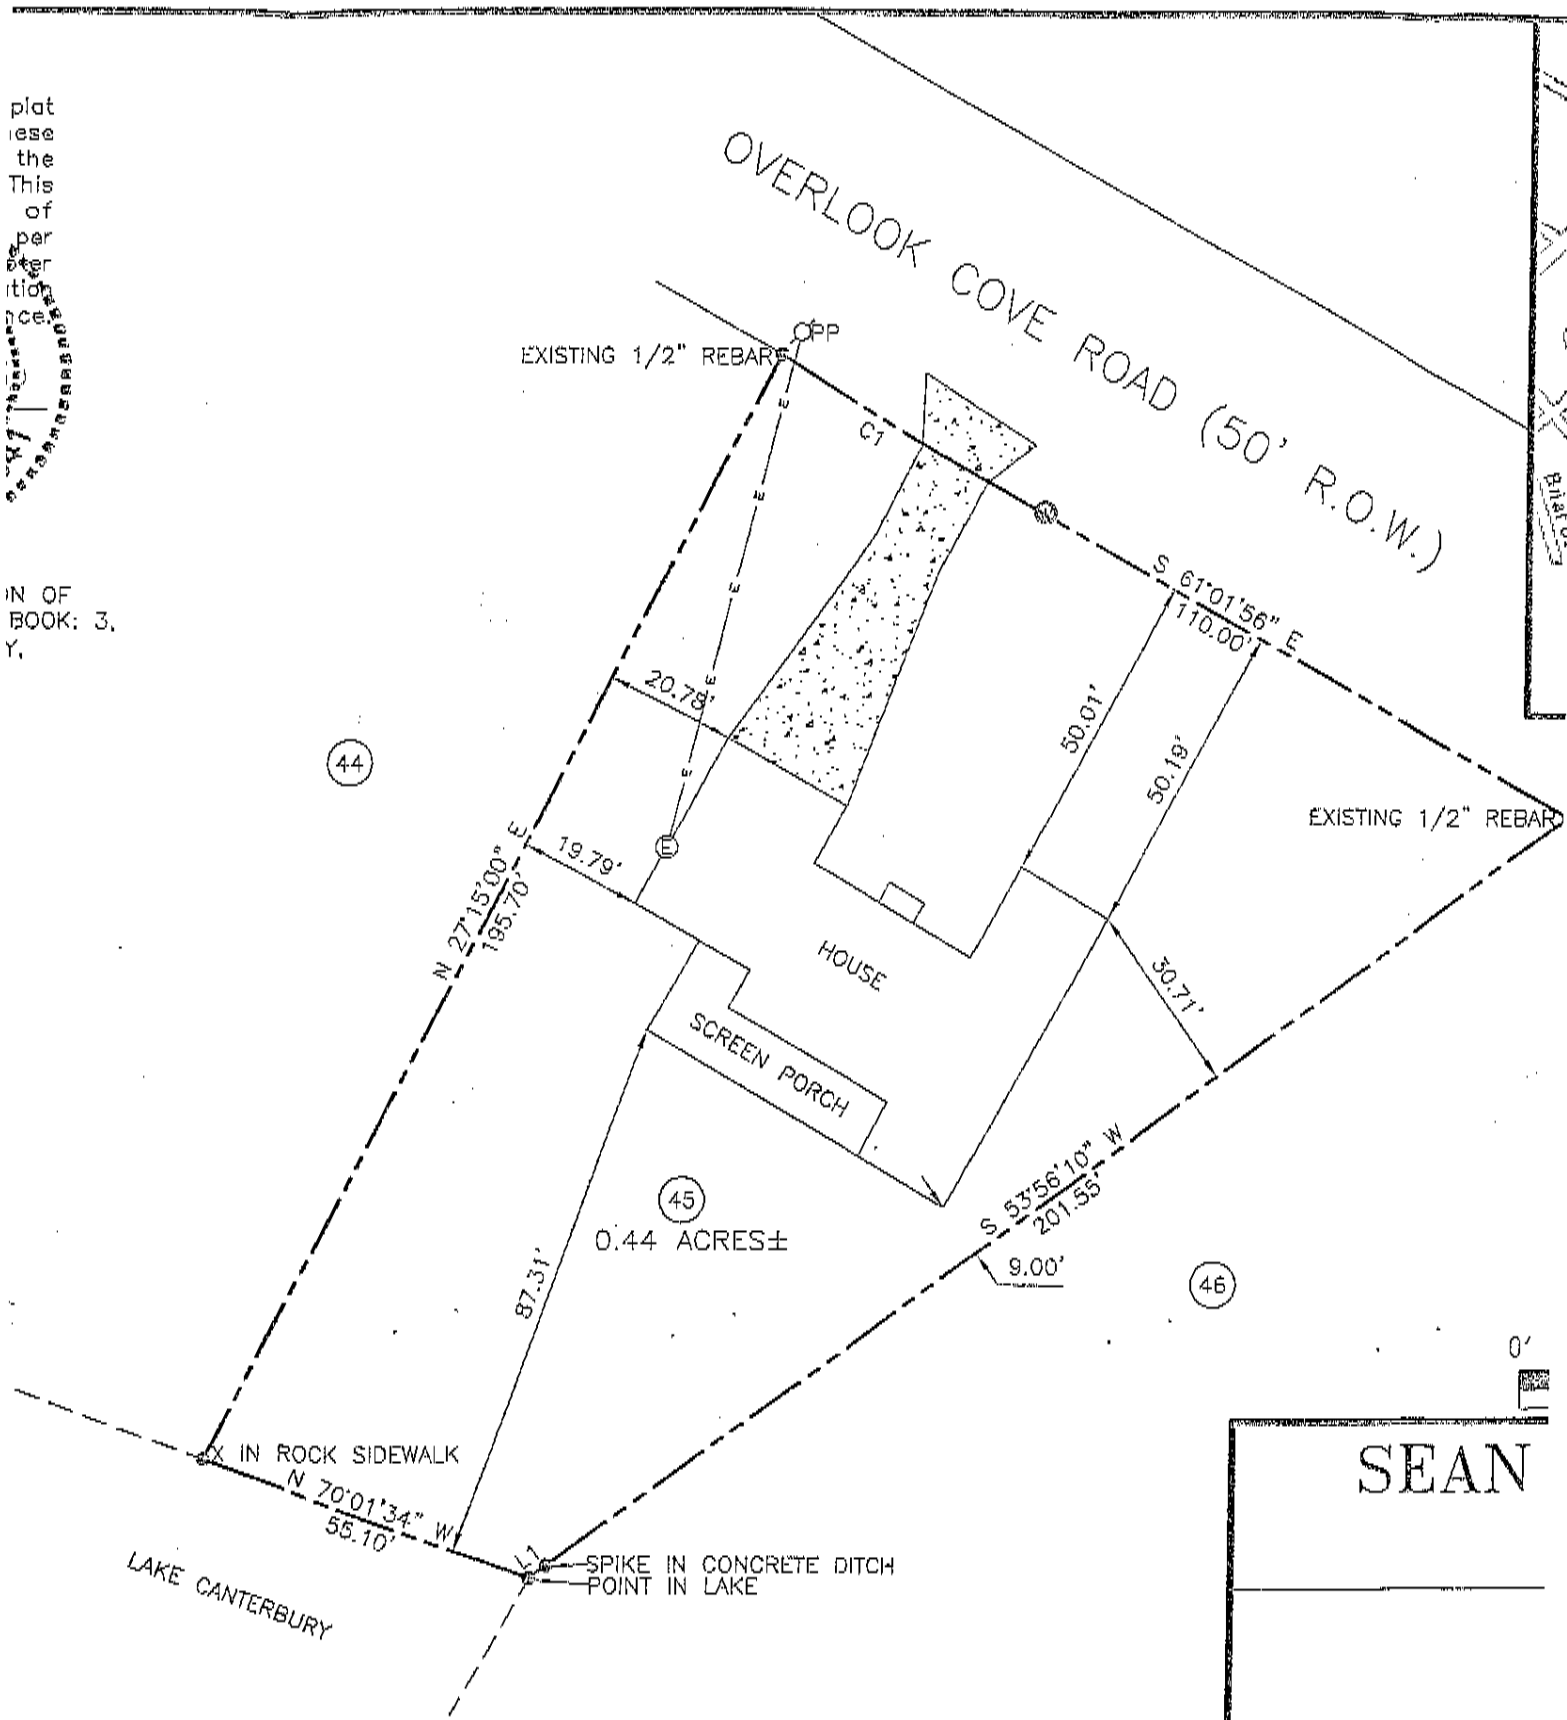 plat
the
This
of
per
OVERLOOK COVE ROAD (50' R.O.W.)
PP
EXISTING 1/2" REBAR
C1
E
E
E
E
E
S 61°01'56" E
110.00'
OF
BOOK: 3,
Y,
20.78'
50.01'
50.19'
44
EXISTING 1/2" REBAR
E
19.79'
N 27°15'00" E
195.70'
HOUSE
30.71'
SCREEN PORCH
S 53°56'10" W
201.55'
45
0.44 ACRES±
9.00'
46
87.31'
0'
SEAN
X IN ROCK SIDEWALK
N 70°01'34" W
55.10'
L1
SPIKE IN CONCRETE DITCH
POINT IN LAKE
LAKE CANTERBURY